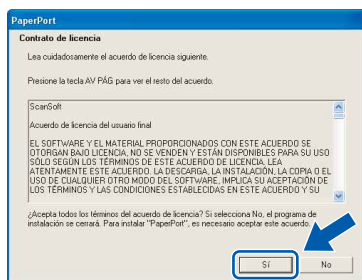 PaperPort
Contrato de licencia
Lea cuidadosamente el acuerdo de licencia siguiente.
Presione la tecla AV PÁG para ver el resto del acuerdo.
ScanSoft
Acuerdo de licencia del usuario final
EL SOFTWARE Y EL MATERIAL PROPORCIONADOS CON ESTE ACUERDO SE
OTORGAN BAJO LICENCIA, NO SE VENDEN Y ESTÁN DISPONIBLES PARA SU USO
SÓLO SEGÚN LOS TÉRMINOS DE ESTE ACUERDO DE LICENCIA. LEA
ATENTAMENTE ESTE ACUERDO. LA DESCARGA, LA INSTALACIÓN, LA COPIA O EL
USO DE CUALQUIER OTRO MODO DEL SOFTWARE, IMPLICA SU ACEPTACIÓN DE
LOS TÉRMINOS Y LAS CONDICIONES ESTABLECIDAS EN ESTE ACUERDO Y SU
¿Acepta todos los términos del acuerdo de licencia? Si selecciona No, el programa de
instalación se cerrará. Para instalar "PaperPort", es necesario aceptar este acuerdo.
Sí
No